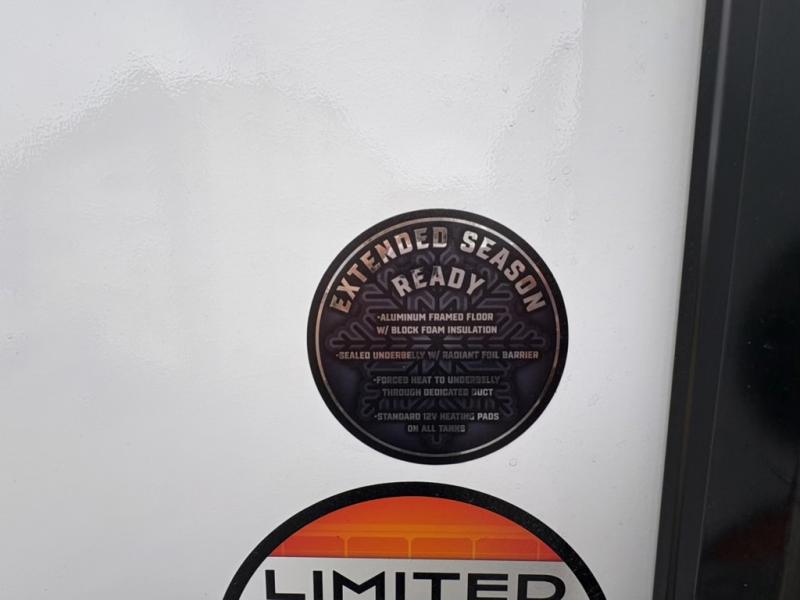 EXTENDED SEASON
READY
•ALUMINUM FRAMED FLOOR
W/ BLOCK FOAM INSULATION
•SEALED UNDERBELLY W/ RADIANT FOIL BARRIER
•FORCED HEAT TO UNDERBELLY
THROUGH DEDICATED DUCT
•STANDARD 12V HEATING PADS
ON ALL TANKS
LIMITED